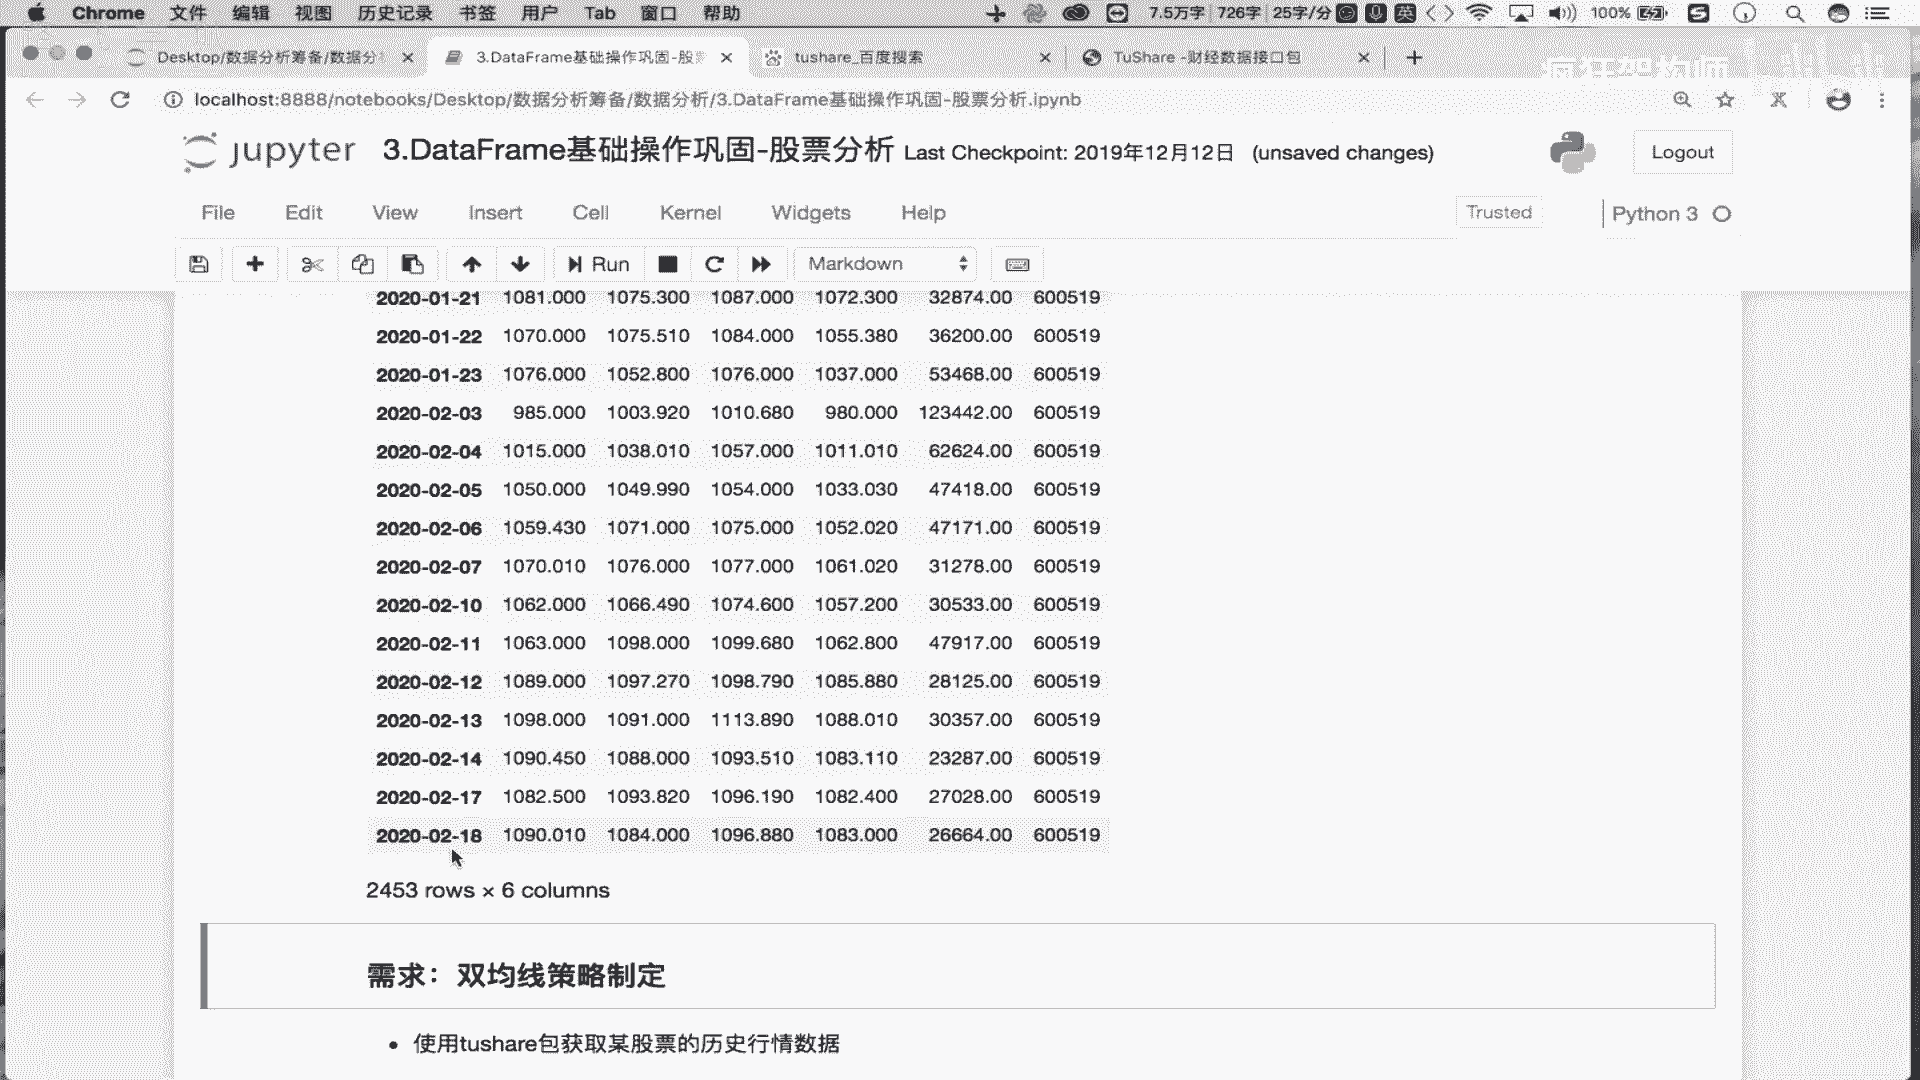 Chrome 文件 编辑 视图 历史记录 书签 用户 Tab 窗口 帮助 7.5万字 726字 25字/分 英 100%
Desktop/数据分析筹备/数据分 3.DataFrame基础操作巩固-股 tushare_百度搜索 TuShare -财经数据接口包
疯狂架构师
localhost:8888/notebooks/Desktop/数据分析筹备/数据分析/3.DataFrame基础操作巩固-股票分析.ipynb
jupyter 3.DataFrame基础操作巩固-股票分析 Last Checkpoint: 2019年12月12日 (unsaved changes) Logout
File Edit View Insert Cell Kernel Widgets Help Trusted Python 3
Run Markdown
2020-01-21 1081.000 1075.300 1087.000 1072.300 32874.00 600519
2020-01-22 1070.000 1075.510 1084.000 1055.380 36200.00 600519
2020-01-23 1076.000 1052.800 1076.000 1037.000 53468.00 600519
2020-02-03 985.000 1003.920 1010.680 980.000 123442.00 600519
2020-02-04 1015.000 1038.010 1057.000 1011.010 62624.00 600519
2020-02-05 1050.000 1049.990 1054.000 1033.030 47418.00 600519
2020-02-06 1059.430 1071.000 1075.000 1052.020 47171.00 600519
2020-02-07 1070.010 1076.000 1077.000 1061.020 31278.00 600519
2020-02-10 1062.000 1066.490 1074.600 1057.200 30533.00 600519
2020-02-11 1063.000 1098.000 1099.680 1062.800 47917.00 600519
2020-02-12 1089.000 1097.270 1098.790 1085.880 28125.00 600519
2020-02-13 1098.000 1091.000 1113.890 1088.010 30357.00 600519
2020-02-14 1090.450 1088.000 1093.510 1083.110 23287.00 600519
2020-02-17 1082.500 1093.820 1096.190 1082.400 27028.00 600519
2020-02-18 1090.010 1084.000 1096.880 1083.000 26664.00 600519
2453 rows × 6 columns
需求：双均线策略制定
• 使用tushare包获取某股票的历史行情数据